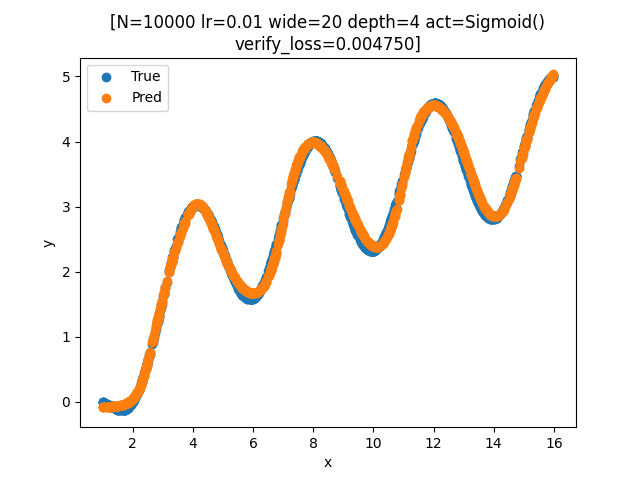 [N=10000 lr=0.01 wide=20 depth=4 act=Sigmoid()
verify_loss=0.004750]
True
Pred
5
4
3
2
1
0
y
2 4 6 8 10 12 14 16
x